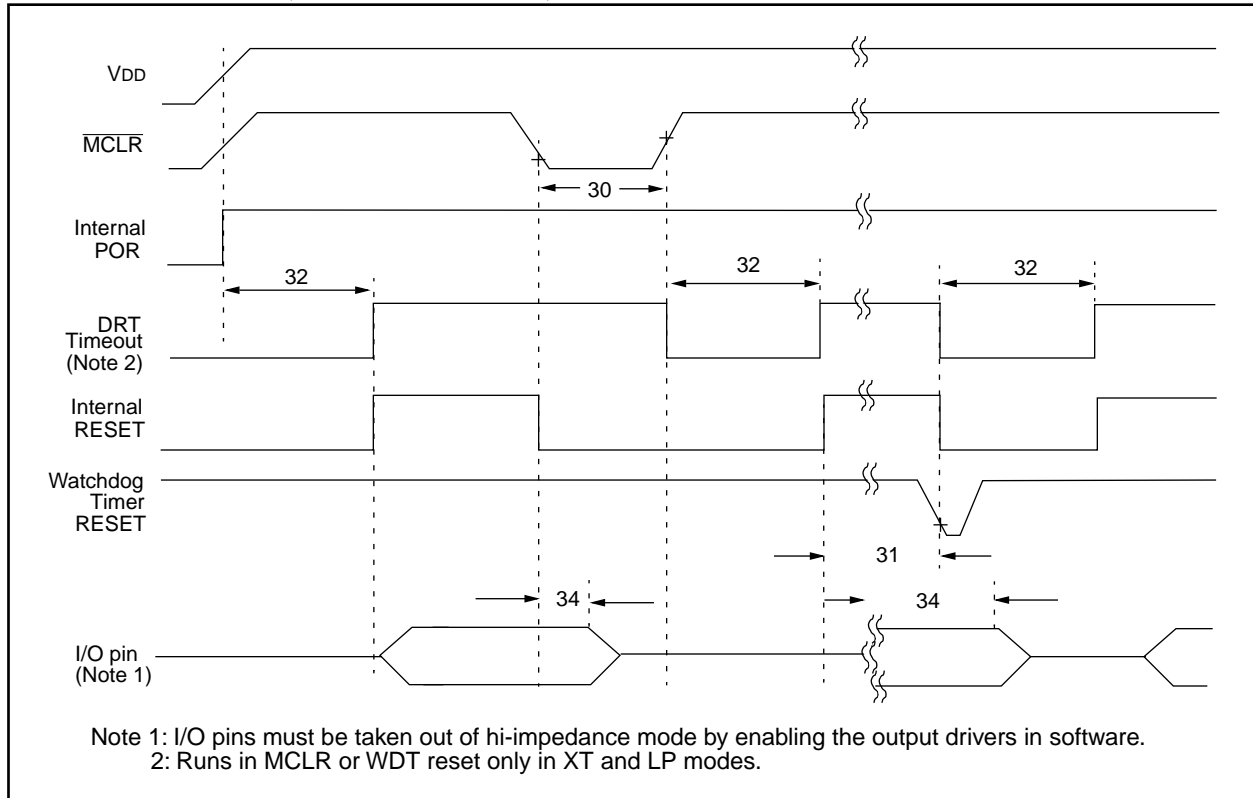 VDD
MCLR
30
Internal
POR
32
32
32
DRT
Timeout
(Note 2)
Internal
RESET
Watchdog
Timer
RESET
31
34
34
I/O pin
(Note 1)
Note 1: I/O pins must be taken out of hi-impedance mode by enabling the output drivers in software.
2: Runs in MCLR or WDT reset only in XT and LP modes.